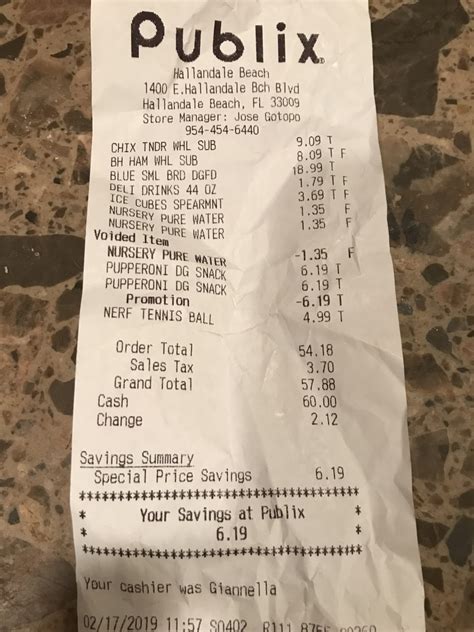 Publix
Hallandale Beach
1400 E.Hallandale Bch Blvd
Hallandale Beach, FL 33009
Store Manager: Jose Gotopo
954-454-6440
CHIX TNDR WHL SUB 9.09 T
BH HAM WHL SUB 8.09 T F
BLUE SML BRD DGFD 18.99 T
DELI DRINKS 44 OZ 1.79 T F
ICE CUBES SPEARMNT 3.69 T F
NURSERY PURE WATER 1.35 F
NURSERY PURE WATER 1.35 F
Voided Item
NURSERY PURE WATER -1.35 F
PUPPERONI DG SNACK 6.19 T
PUPPERONI DG SNACK 6.19 T
Promotion -6.19 T
NERF TENNIS BALL 4.99 T
Order Total 54.18
Sales Tax 3.70
Grand Total 57.88
Cash 60.00
Change 2.12
Savings Summary
Special Price Savings 6.19
************************************
* Your Savings at Publix *
* 6.19 *
************************************
Your cashier was Giannella
02/17/2019 11:57 S0402 R111